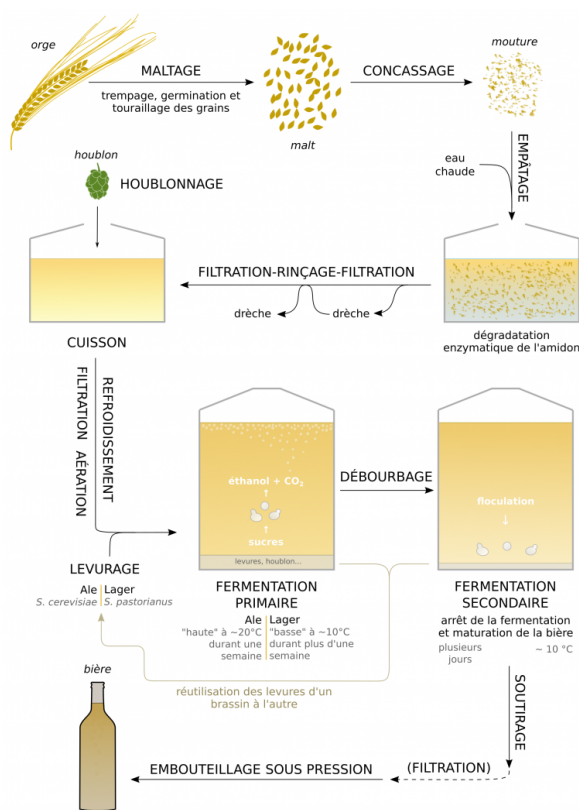 orge
MALTAGE
trempage, germination et
touraillage des grains
malt
CONCASSAGE
mouture
EMPÂTAGE
eau
chaude
houblon
HOUBLONNAGE
FILTRATION-RINÇAGE-FILTRATION
drèche
drèche
dégradatation
enzymatique de l'amidon
CUISSON
REFROIDISSEMENT
FILTRATION AÉRATION
LEVURAGE
Ale Lager
S. cerevisiae S. pastorianus
éthanol + CO₂
sucres
levures, houblon...
FERMENTATION
PRIMAIRE
Ale Lager
"haute" à ~20°C "basse" à ~10°C
durant une durant plus d'une
semaine semaine
DÉBOURBAGE
floculation
FERMENTATION
SECONDAIRE
arrêt de la fermentation
et maturation de la bière
plusieurs ~ 10 °C
jours
réutilisation des levures d'un
brassin à l'autre
SOUTIRAGE
(FILTRATION)
EMBOUTEILLAGE SOUS PRESSION
bière